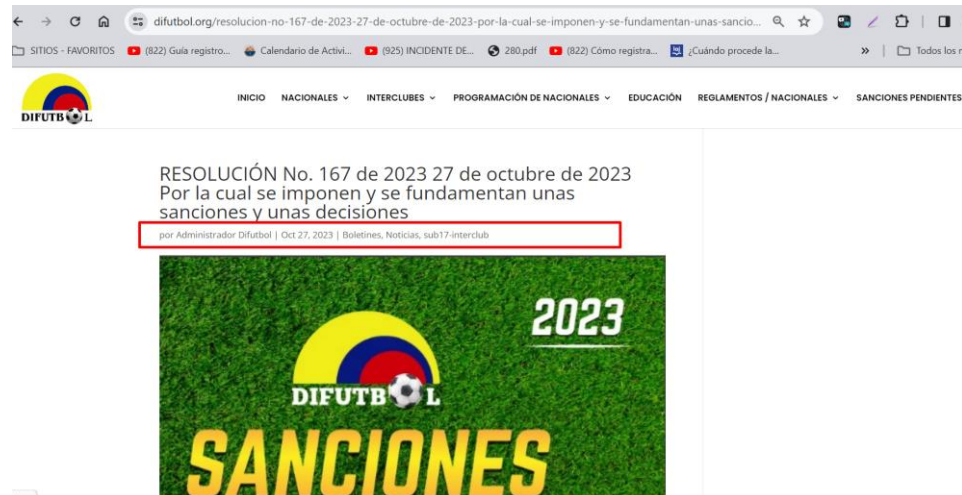 difutbol.org/resolucion-no-167-de-2023-27-de-octubre-de-2023-por-la-cual-se-imponen-y-se-fundamentan-unas-sancio...
SITIOS - FAVORITOS (822) Guía registro... Calendario de Activi... (925) INCIDENTE DE... 280.pdf (822) Cómo registra... ¿Cuándo procede la... » Todos los
DIFUTBOL
INICIO NACIONALES INTERCLUBES PROGRAMACIÓN DE NACIONALES EDUCACIÓN REGLAMENTOS / NACIONALES SANCIONES PENDIENTES
RESOLUCIÓN No. 167 de 2023 27 de octubre de 2023
Por la cual se imponen y se fundamentan unas
sanciones y unas decisiones
por Administrador Difutbol | Oct 27, 2023 | Boletines, Noticias, sub17-interclub
2023
DIFUTBOL
SANCIONES